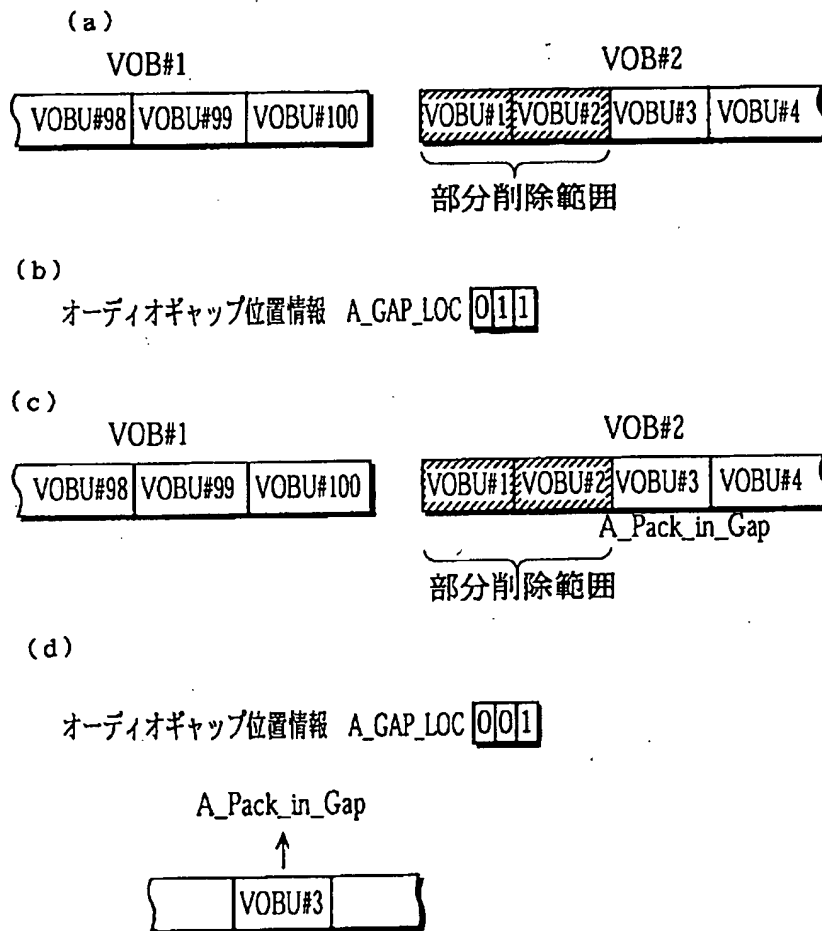 (a)
VOB#1 VOB#2
VOBU#98 VOBU#99 VOBU#100 VOBU#1 VOBU#2 VOBU#3 VOBU#4
部分削除範囲
(b)
オーディオギャップ位置情報 A_GAP_LOC 0 1 1
(c)
VOB#1 VOB#2
VOBU#98 VOBU#99 VOBU#100 VOBU#1 VOBU#2 VOBU#3 VOBU#4
A_Pack_in_Gap
部分削除範囲
(d)
オーディオギャップ位置情報 A_GAP_LOC 0 0 1
A_Pack_in_Gap
VOBU#3